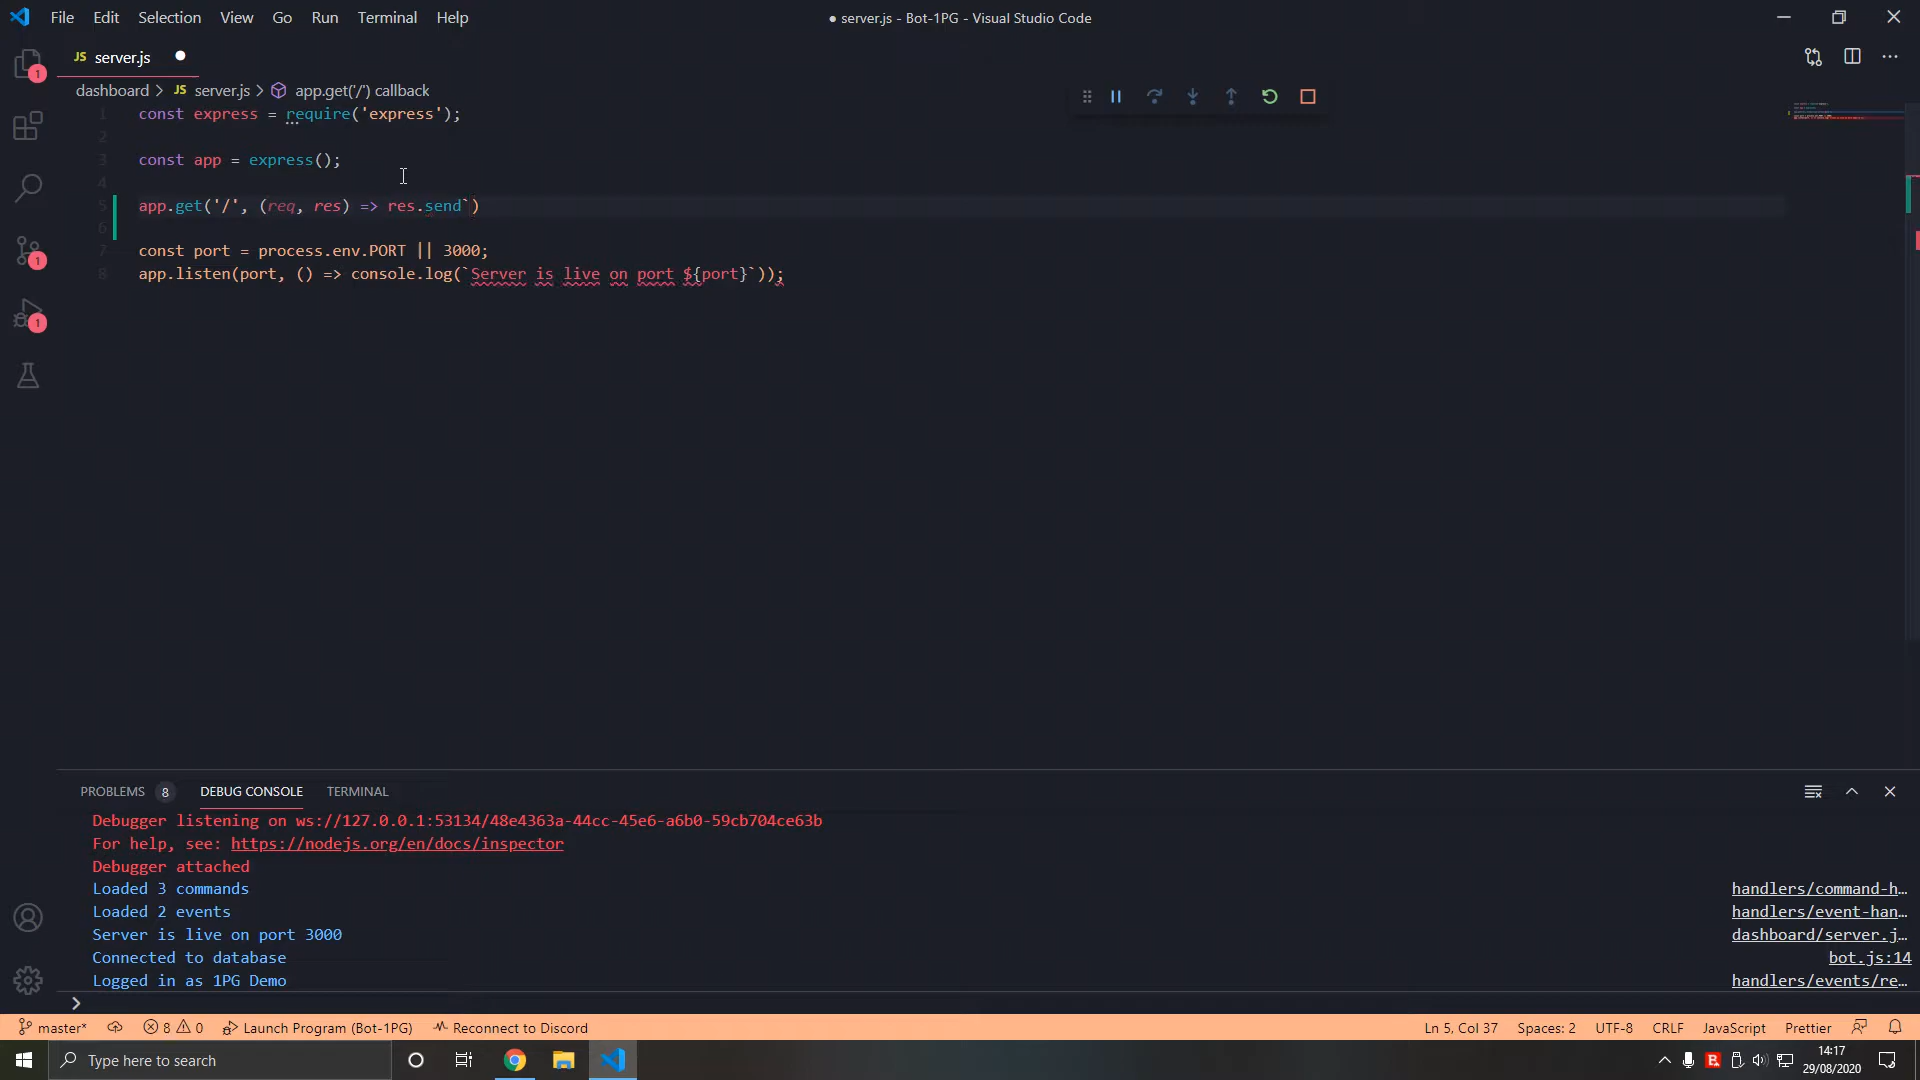 File Edit Selection View Go Run Terminal Help
● server.js - Bot-1PG - Visual Studio Code
JS server.js ●
dashboard > JS server.js > app.get('/') callback
1 const express = require('express');
2
3 const app = express();
4
5 app.get('/', (req, res) => res.send`)
6
7 const port = process.env.PORT || 3000;
8 app.listen(port, () => console.log(`Server is live on port ${port}`));
1
1
1
PROBLEMS 8 DEBUG CONSOLE TERMINAL
Debugger listening on ws://127.0.0.1:53134/48e4363a-44cc-45e6-a6b0-59cb704ce63b
For help, see: https://nodejs.org/en/docs/inspector
Debugger attached
Loaded 3 commands handlers/command-h…
Loaded 2 events handlers/event-han…
Server is live on port 3000 dashboard/server.j…
Connected to database bot.js:14
Logged in as 1PG Demo handlers/events/re…
master* 8 0 Launch Program (Bot-1PG) Reconnect to Discord Ln 5, Col 37 Spaces: 2 UTF-8 CRLF JavaScript Prettier
Type here to search
14:17
29/08/2020